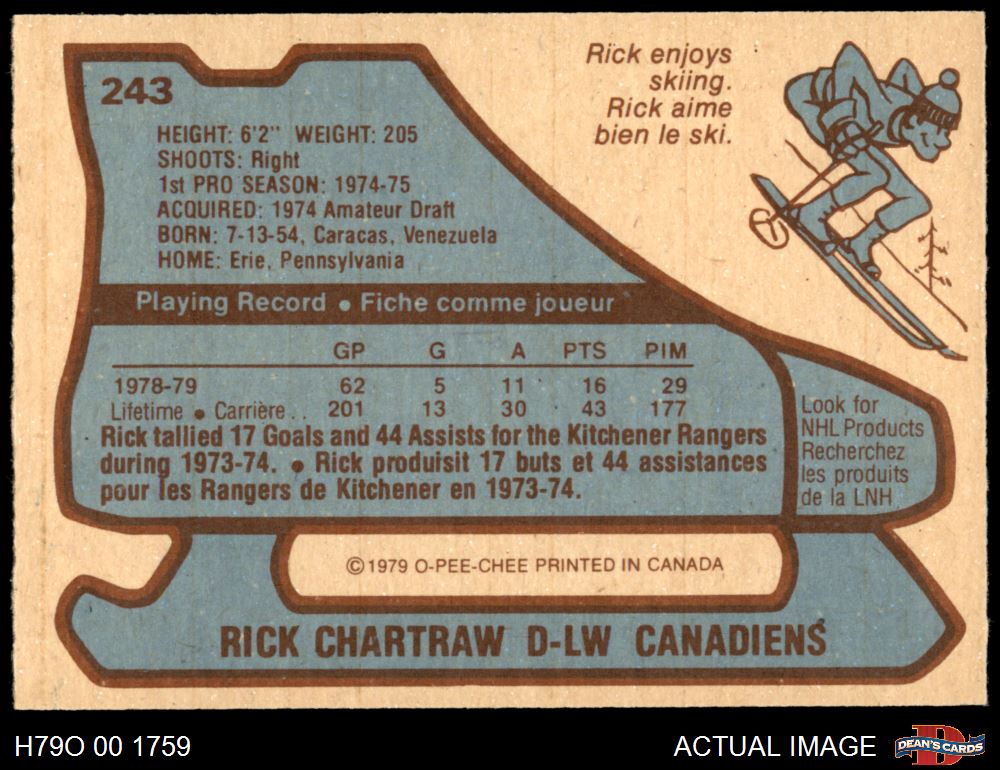 243
Rick enjoys
skiing.
Rick aime
bien le ski.
HEIGHT: 6'2" WEIGHT: 205
SHOOTS: Right
1st PRO SEASON: 1974-75
ACQUIRED: 1974 Amateur Draft
BORN: 7-13-54, Caracas, Venezuela
HOME: Erie, Pennsylvania
Playing Record • Fiche comme joueur
GP G A PTS PIM
1978-79 62 5 11 16 29
Lifetime • Carrière . . 201 13 30 43 177
Rick tallied 17 Goals and 44 Assists for the Kitchener Rangers
during 1973-74. • Rick produisit 17 buts et 44 assistances
pour les Rangers de Kitchener en 1973-74.
Look for
NHL Products
Recherchez
les produits
de la LNH
©1979 O-PEE-CHEE PRINTED IN CANADA
RICK CHARTRAW D-LW CANADIENS
H79O 00 1759
ACTUAL IMAGE
D
DEAN'S CARDS